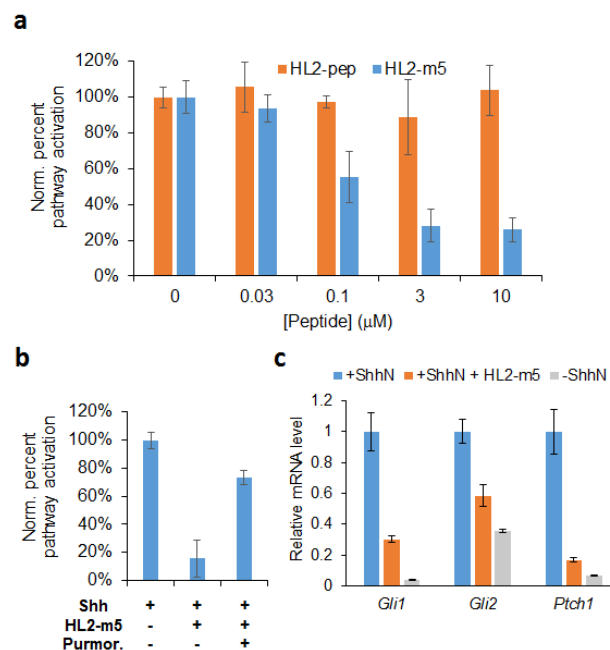 a
120%
100%
80%
60%
40%
20%
0%
Norm. percent
pathway activation
HL2-pep HL2-m5
0 0.03 0.1 3 10
[Peptide] (μM)
b
120%
100%
80%
60%
40%
20%
0%
Norm. percent
pathway activation
Shh + + +
HL2-m5 - + +
Purmor. - - +
c
+ShhN +ShhN + HL2-m5 -ShhN
1.2
1
0.8
0.6
0.4
0.2
0
Relative mRNA level
Gli1 Gli2 Ptch1